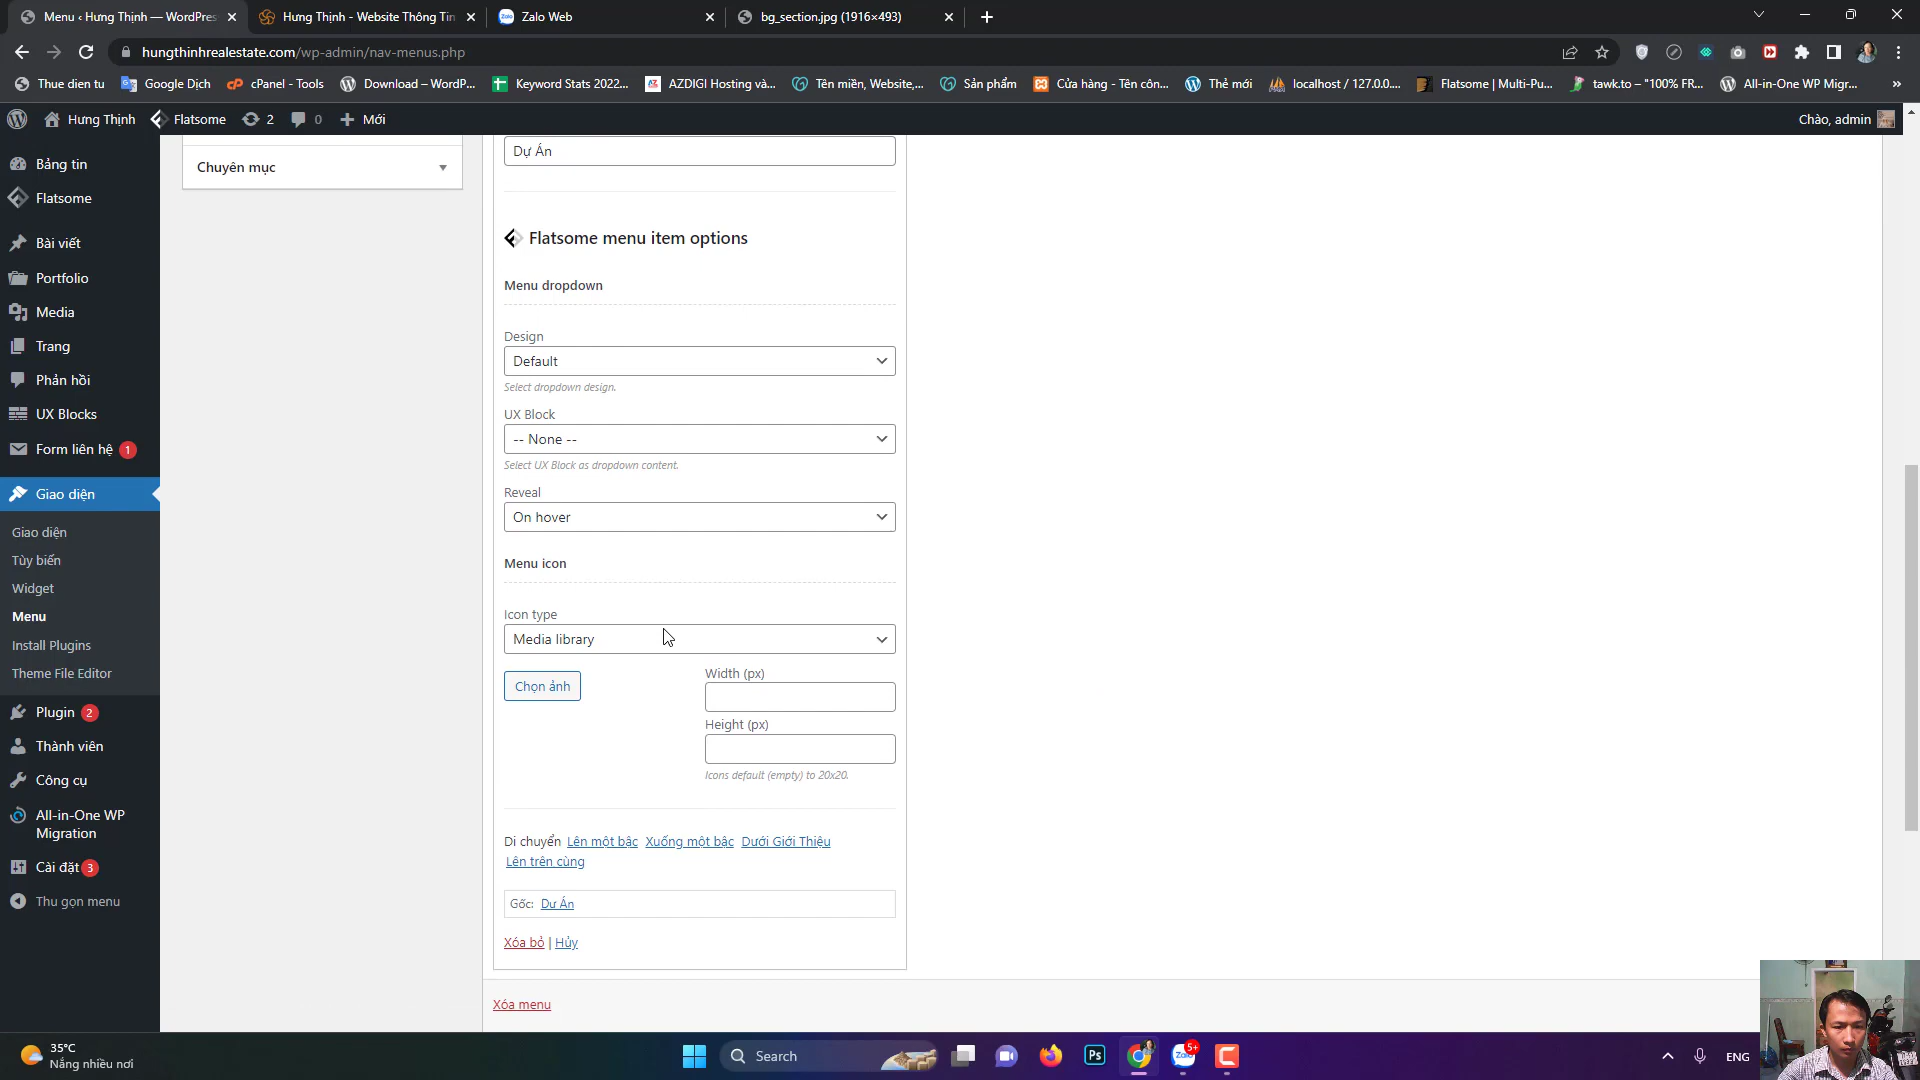 Menu ‹ Hưng Thịnh — WordPres
Hưng Thịnh - Website Thông Tin
Zalo Web
bg_section.jpg (1916×493)
hungthinhrealestate.com/wp-admin/nav-menus.php
Thue dien tu
Google Dịch
cPanel - Tools
Download – WordP...
Keyword Stats 2022...
AZDIGI Hosting và...
Tên miền, Website,...
Sản phẩm
Cửa hàng - Tên côn...
Thẻ mới
localhost / 127.0.0....
Flatsome | Multi-Pu...
tawk.to – "100% FR...
All-in-One WP Migr...
»
Hưng Thịnh
Flatsome
2
0
Mới
Chào, admin
Bảng tin
Flatsome
Bài viết
Portfolio
Media
Trang
Phản hồi
UX Blocks
Form liên hệ 1
Giao diện
Giao diện
Tùy biến
Widget
Menu
Install Plugins
Theme File Editor
Plugin 2
Thành viên
Công cụ
All-in-One WP
Migration
Cài đặt 3
Thu gọn menu
Chuyên mục
Dự Án
Flatsome menu item options
Menu dropdown
Design
Default
Select dropdown design.
UX Block
-- None --
Select UX Block as dropdown content.
Reveal
On hover
Menu icon
Icon type
Media library
Chọn ảnh
Width (px)
Height (px)
Icons default (empty) to 20x20.
Di chuyển Lên một bậc Xuống một bậc Dưới Giới Thiệu
Lên trên cùng
Gốc: Dự Án
Xóa bỏ | Hủy
Xóa menu
35°C
Nắng nhiều nơi
Search
Ps
Zalo
5+
ENG